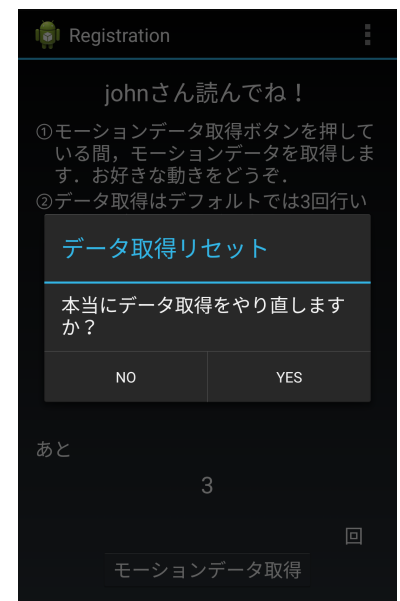 Registration
johnさん読んでね！
①モーションデータ取得ボタンを押して
いる間，モーションデータを取得しま
す．お好きな動きをどうぞ．
②データ取得はデフォルトでは3回行い
データ取得リセット
本当にデータ取得をやり直します
か？
NO YES
あと
3
回
モーションデータ取得